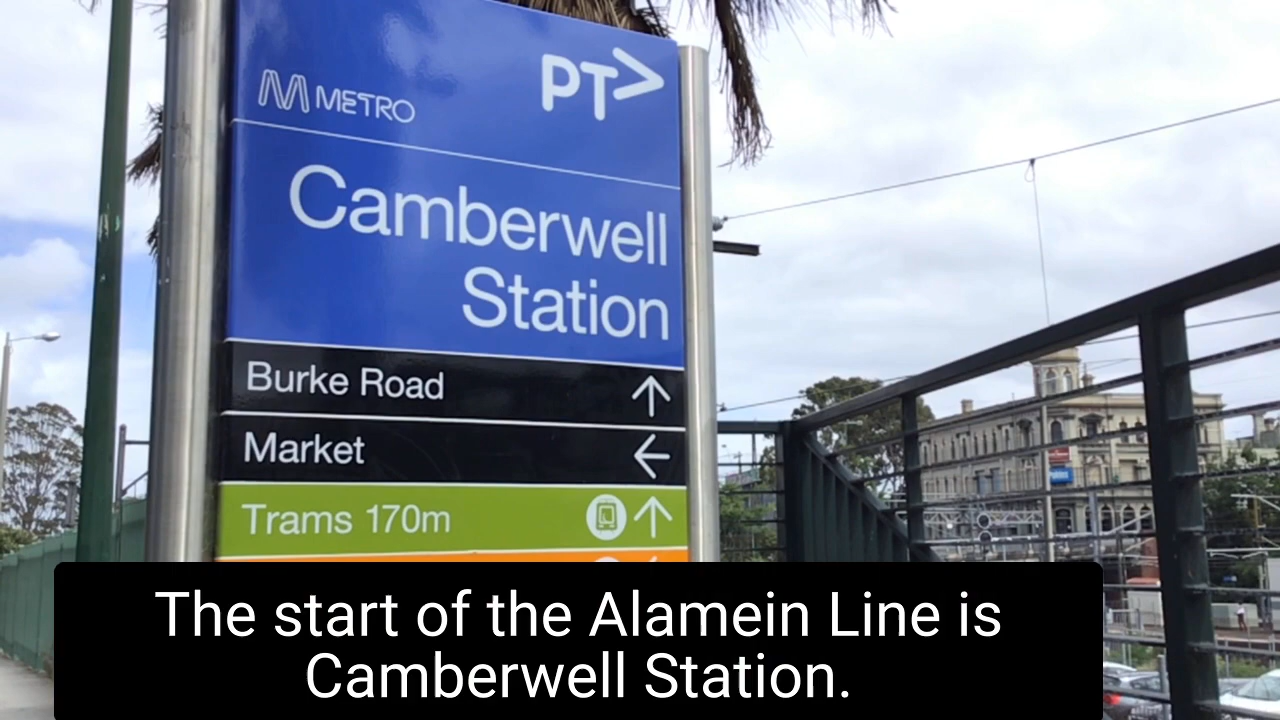 METRO
PT>
Camberwell
Station
Burke Road
Market
Trams 170m
The start of the Alamein Line is
Camberwell Station.